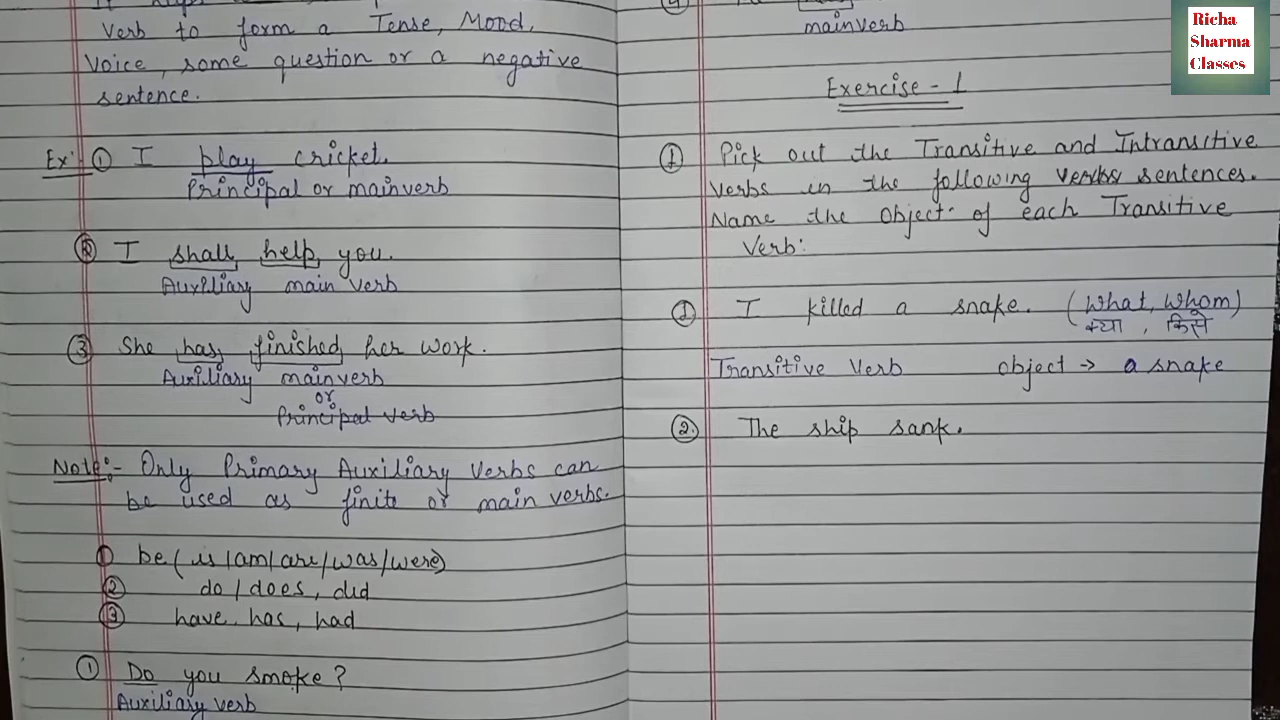 verb to form a Tense, Mood,
Voice, some question or a negative
sentence.
Ex: ① I play cricket.
Principal or mainverb
② I shall help you.
Auxiliary main verb
③ She has finished her work.
Auxiliary mainverb
or
Principal verb
Note:- Only Primary Auxiliary Verbs can
be used as finite or main verbs.
① be (is/am/are/was/were)
② do/does, did
③ have, has, had
① Do you smoke?
Auxiliary verb
mainverb
Exercise - 1
① Pick out the Transitive and Intransitive
Verbs in the following verbs sentences.
Name the object of each Transitive
Verb:
① I killed a snake. (What, Whom)
क्या, किसे
Transitive Verb object → a snake
②. The ship sank.
Richa
Sharma
Classes